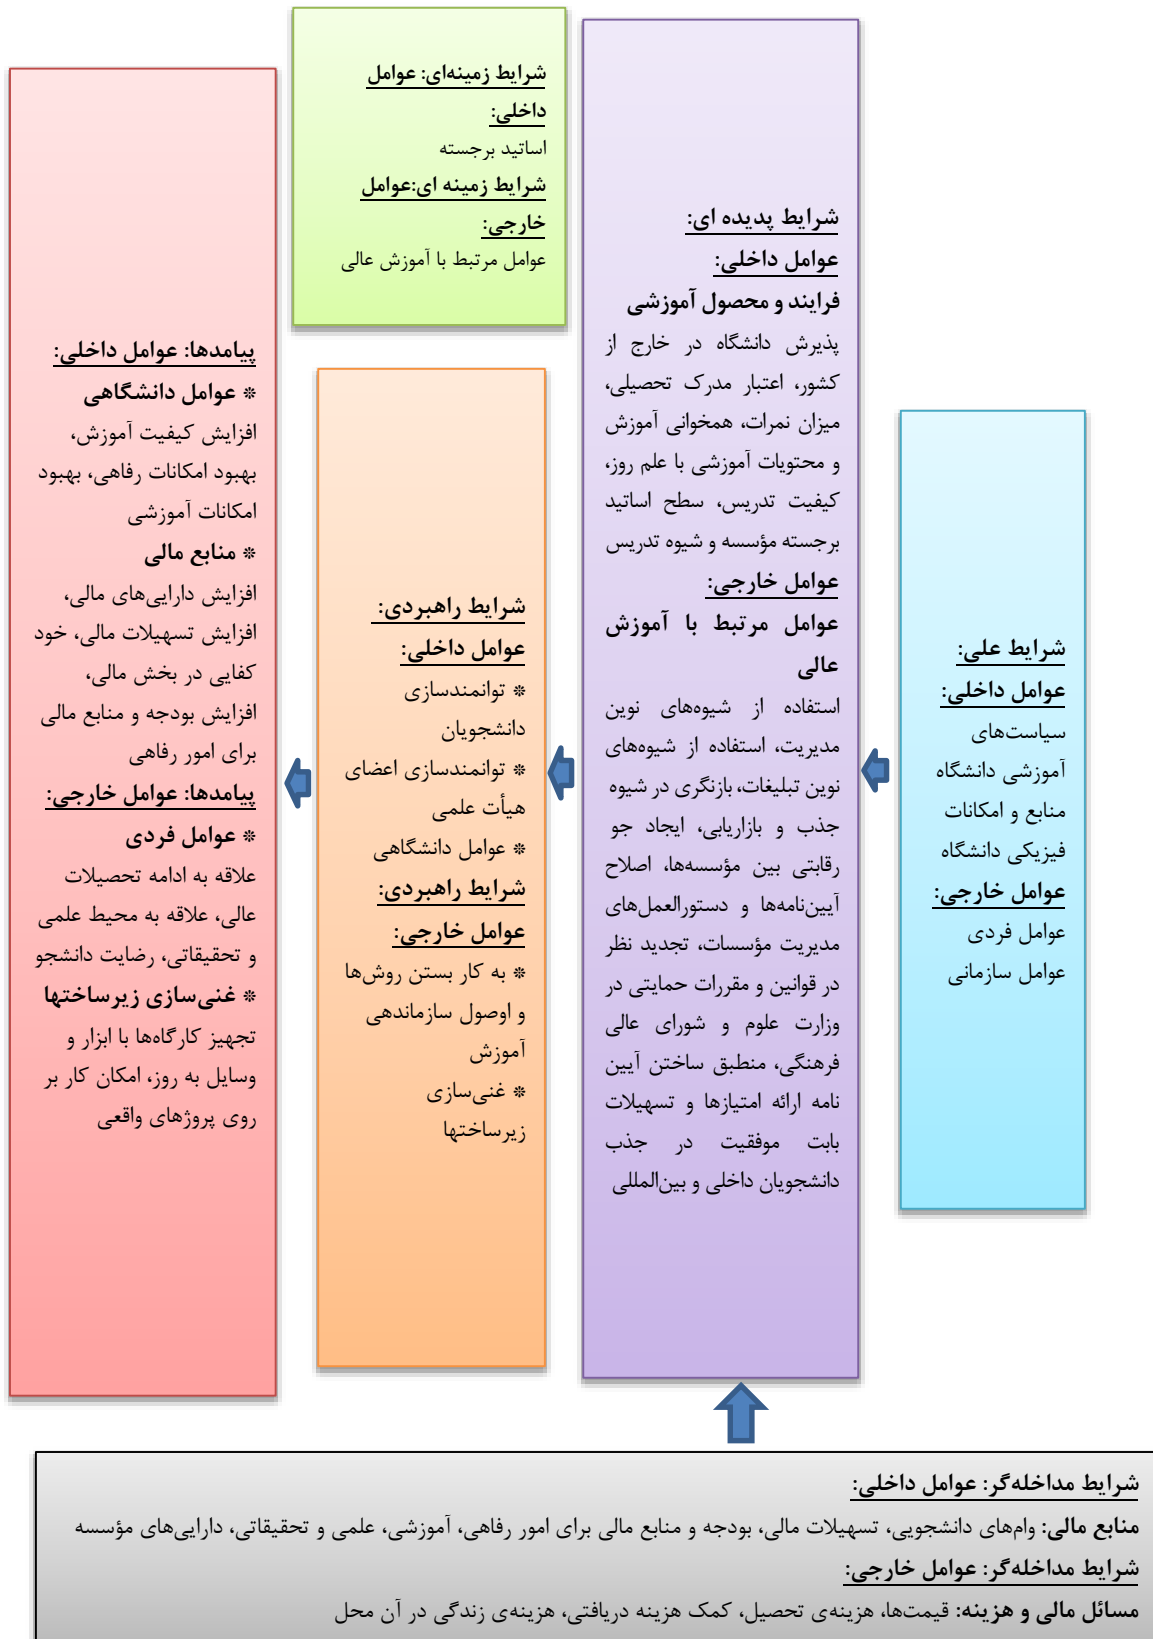 شرایط زمینه‌ای: عوامل
داخلی:
اساتید برجسته
شرایط زمینه ای:عوامل
خارجی:
عوامل مرتبط با آموزش عالی
شرایط علی:
عوامل داخلی:
سیاست‌های
آموزشی دانشگاه
منابع و امکانات
فیزیکی دانشگاه
عوامل خارجی:
عوامل فردی
عوامل سازمانی
شرایط پدیده ای:
عوامل داخلی:
فرایند و محصول آموزشی
پذیرش دانشگاه در خارج از
کشور، اعتبار مدرک تحصیلی،
میزان نمرات، همخوانی آموزش
و محتویات آموزشی با علم روز،
کیفیت تدریس، سطح اساتید
برجسته مؤسسه و شیوه تدریس
عوامل خارجی:
عوامل مرتبط با آموزش
عالی
استفاده از شیوه‌های نوین
مدیریت، استفاده از شیوه‌های
نوین تبلیغات، بازنگری در شیوه
جذب و بازاریابی، ایجاد جو
رقابتی بین مؤسسه‌ها، اصلاح
آیین‌نامه‌ها و دستورالعمل‌های
مدیریت مؤسسات، تجدید نظر
در قوانین و مقررات حمایتی در
وزارت علوم و شورای عالی
فرهنگی، منطبق ساختن آیین
نامه ارائه امتیازها و تسهیلات
بابت موفقیت در جذب
دانشجویان داخلی و بین‌المللی
شرایط راهبردی:
عوامل داخلی:
* توانمندسازی
دانشجویان
* توانمندسازی اعضای
هیأت علمی
* عوامل دانشگاهی
شرایط راهبردی:
عوامل خارجی:
* به کار بستن روش‌ها
و اوصول سازماندهی
آموزش
* غنی‌سازی
زیرساختها
پیامدها: عوامل داخلی:
* عوامل دانشگاهی
افزایش کیفیت آموزش،
بهبود امکانات رفاهی، بهبود
امکانات آموزشی
* منابع مالی
افزایش دارایی‌های مالی،
افزایش تسهیلات مالی، خود
کفایی در بخش مالی،
افزایش بودجه و منابع مالی
برای امور رفاهی
پیامدها: عوامل خارجی:
* عوامل فردی
علاقه به ادامه تحصیلات
عالی، علاقه به محیط علمی
و تحقیقاتی، رضایت دانشجو
* غنی‌سازی زیرساختها
تجهیز کارگاه‌ها با ابزار و
وسایل به روز، امکان کار بر
روی پروژهای واقعی
شرایط مداخله‌گر: عوامل داخلی:
منابع مالی: وام‌های دانشجویی، تسهیلات مالی، بودجه و منابع مالی برای امور رفاهی، آموزشی، علمی و تحقیقاتی، دارایی‌های مؤسسه
شرایط مداخله‌گر: عوامل خارجی:
مسائل مالی و هزینه: قیمت‌ها، هزینه‌ی تحصیل، کمک هزینه دریافتی، هزینه‌ی زندگی در آن محل